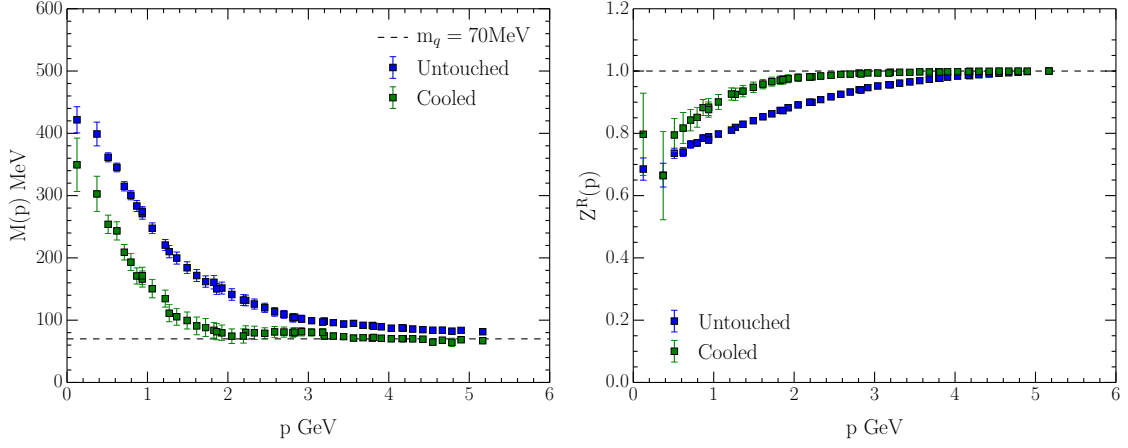 600
500
400
300
200
100
0
M(p) MeV
m_q = 70MeV
Untouched
Cooled
0 1 2 3 4 5 6
p GeV
1.2
1.0
0.8
0.6
0.4
0.2
0.0
Z^R(p)
Untouched
Cooled
0 1 2 3 4 5 6
p GeV